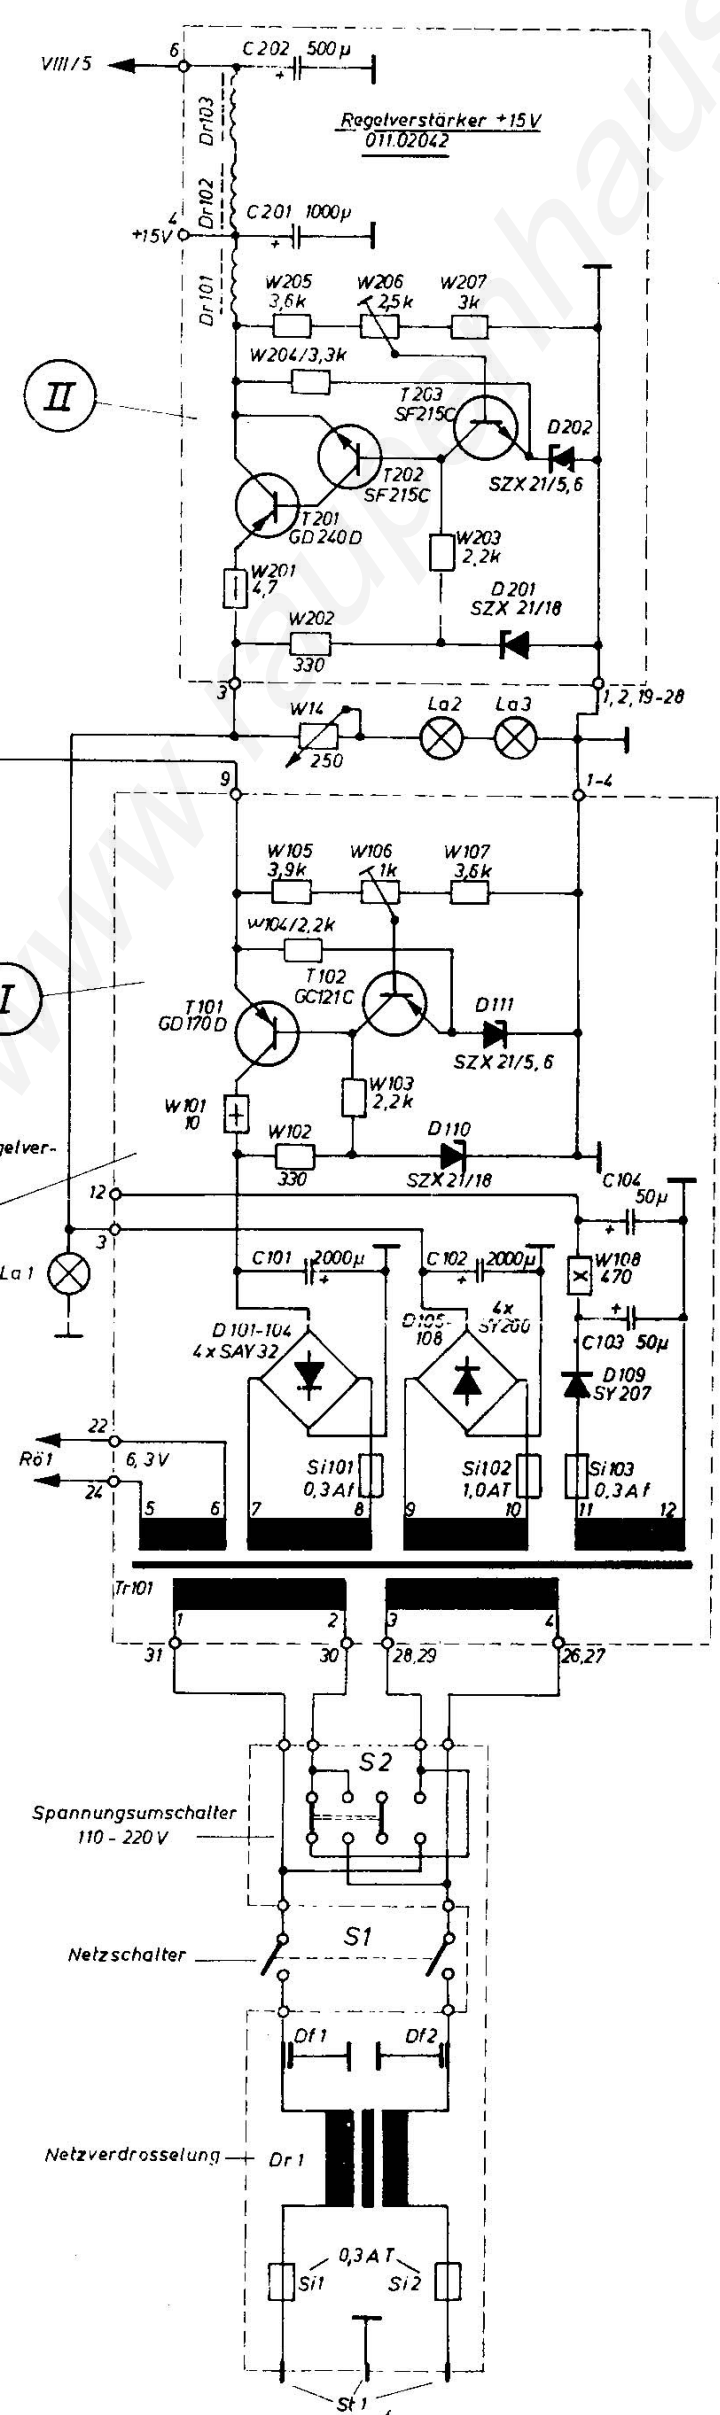 6
C202 500µ
VIII/5
Dr103
Regelverstärker +15V
011.02042
Dr102
4
C201 1000µ
+15V
Dr101
W205
3,6k
W206
2,5k
W207
3k
W204/3,3k
II
T203
SF215C
D202
SZX 21/5,6
T202
SF215C
T201
GD240D
W203
2,2k
W201
4,7
D201
SZX 21/18
W202
330
3
1, 2, 19-28
W14
250
La2
La3
9
1-4
W105
3,9k
W106
1k
W107
3,6k
W104/2,2k
I
T102
GC121C
T101
GD170D
D111
SZX 21/5,6
W103
2,2k
W101
10
W102
330
D110
SZX 21/18
gelver-
12
3
C104
50µ
La1
C101 2000µ
C102 2000µ
W108
470
D101-104
4xSAY32
D105-
108
4x
SY200
C103 50µ
D109
SY207
22
Rö1
6,3V
24
Si101
0,3Af
Si102
1,0AT
Si103
0,3Af
5 6 7 8 9 10 11 12
Tr101
1 2 3 4
31 30 28,29 26,27
S2
Spannungsumschalter
110-220V
S1
Netzschalter
Df1
Df2
Netzverdrosselung
Dr1
0,3AT
Si1
Si2
St1
www.raupenhaus